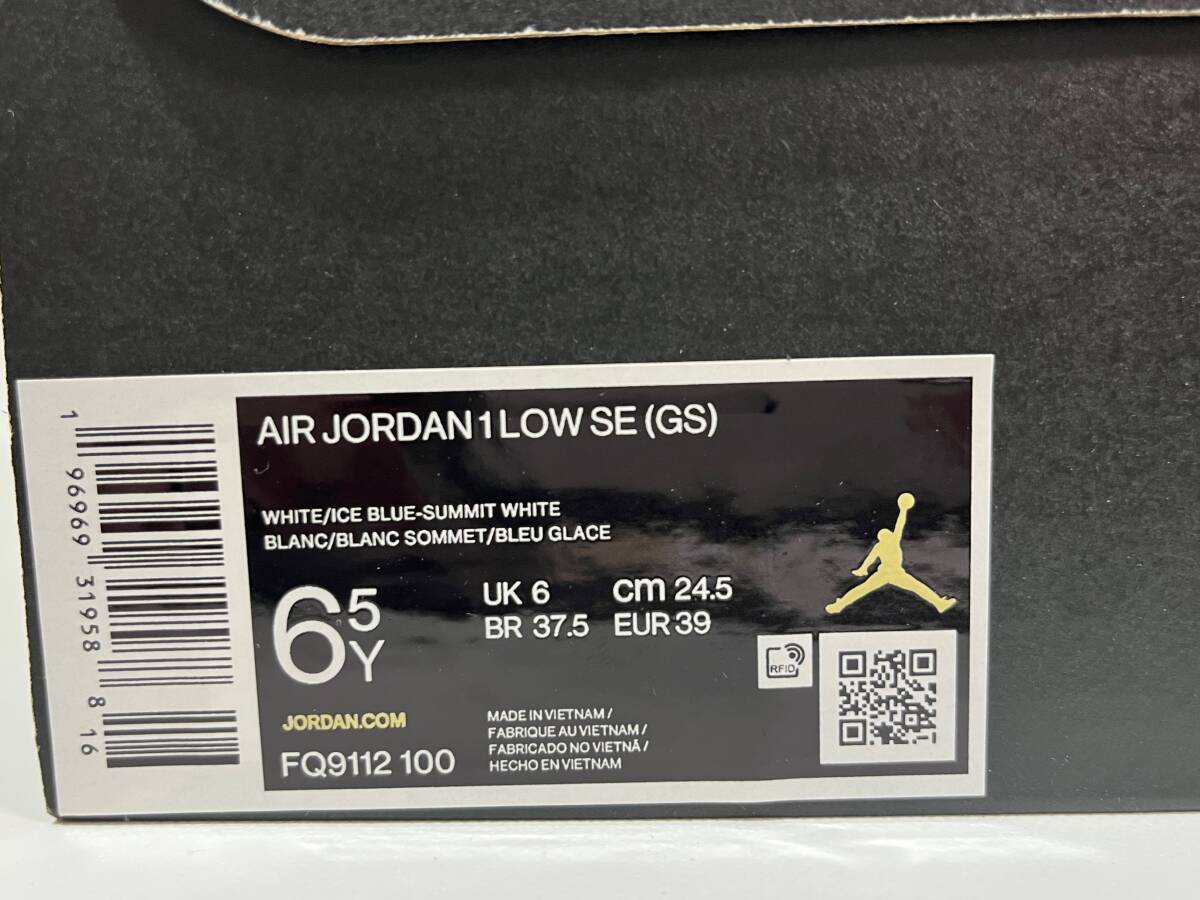 AIR JORDAN 1 LOW SE (GS)
WHITE/ICE BLUE-SUMMIT WHITE
BLANC/BLANC SOMMET/BLEU GLACE
6 5 Y
UK 6 cm 24.5
BR 37.5 EUR 39
RFID
JORDAN.COM
FQ9112 100
MADE IN VIETNAM /
FABRIQUE AU VIETNAM /
FABRICADO NO VIETNÃ /
HECHO EN VIETNAM
1 96969 31958 8 16